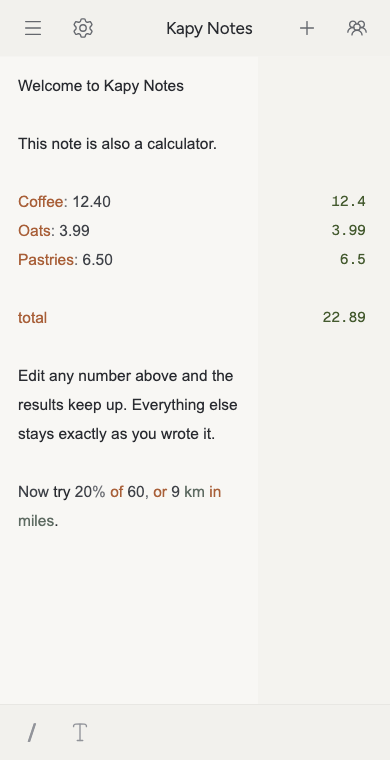 Kapy Notes
Welcome to Kapy Notes
This note is also a calculator.
Coffee: 12.40 12.4
Oats: 3.99 3.99
Pastries: 6.50 6.5
total 22.89
Edit any number above and the
results keep up. Everything else
stays exactly as you wrote it.
Now try 20% of 60, or 9 km in
miles.
/ T